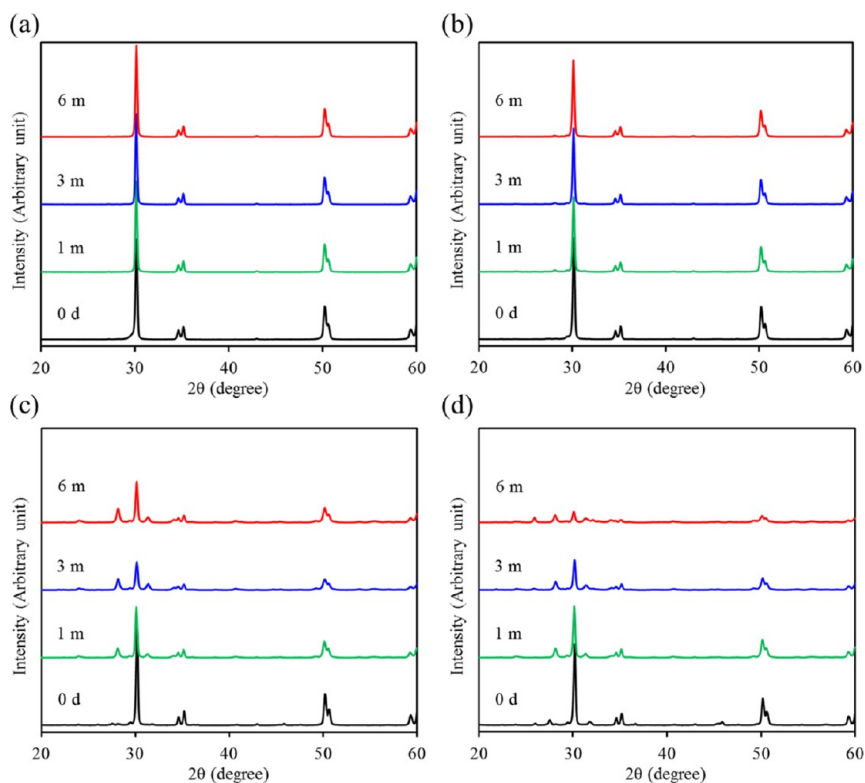 (a)
Intensity (Arbitrary unit)
6 m
3 m
1 m
0 d
20 30 40 50 60
2θ (degree)
(b)
Intensity (Arbitrary unit)
6 m
3 m
1 m
0 d
20 30 40 50 60
2θ (degree)
(c)
Intensity (Arbitrary unit)
6 m
3 m
1 m
0 d
20 30 40 50 60
2θ (degree)
(d)
Intensity (Arbitrary unit)
6 m
3 m
1 m
0 d
20 30 40 50 60
2θ (degree)